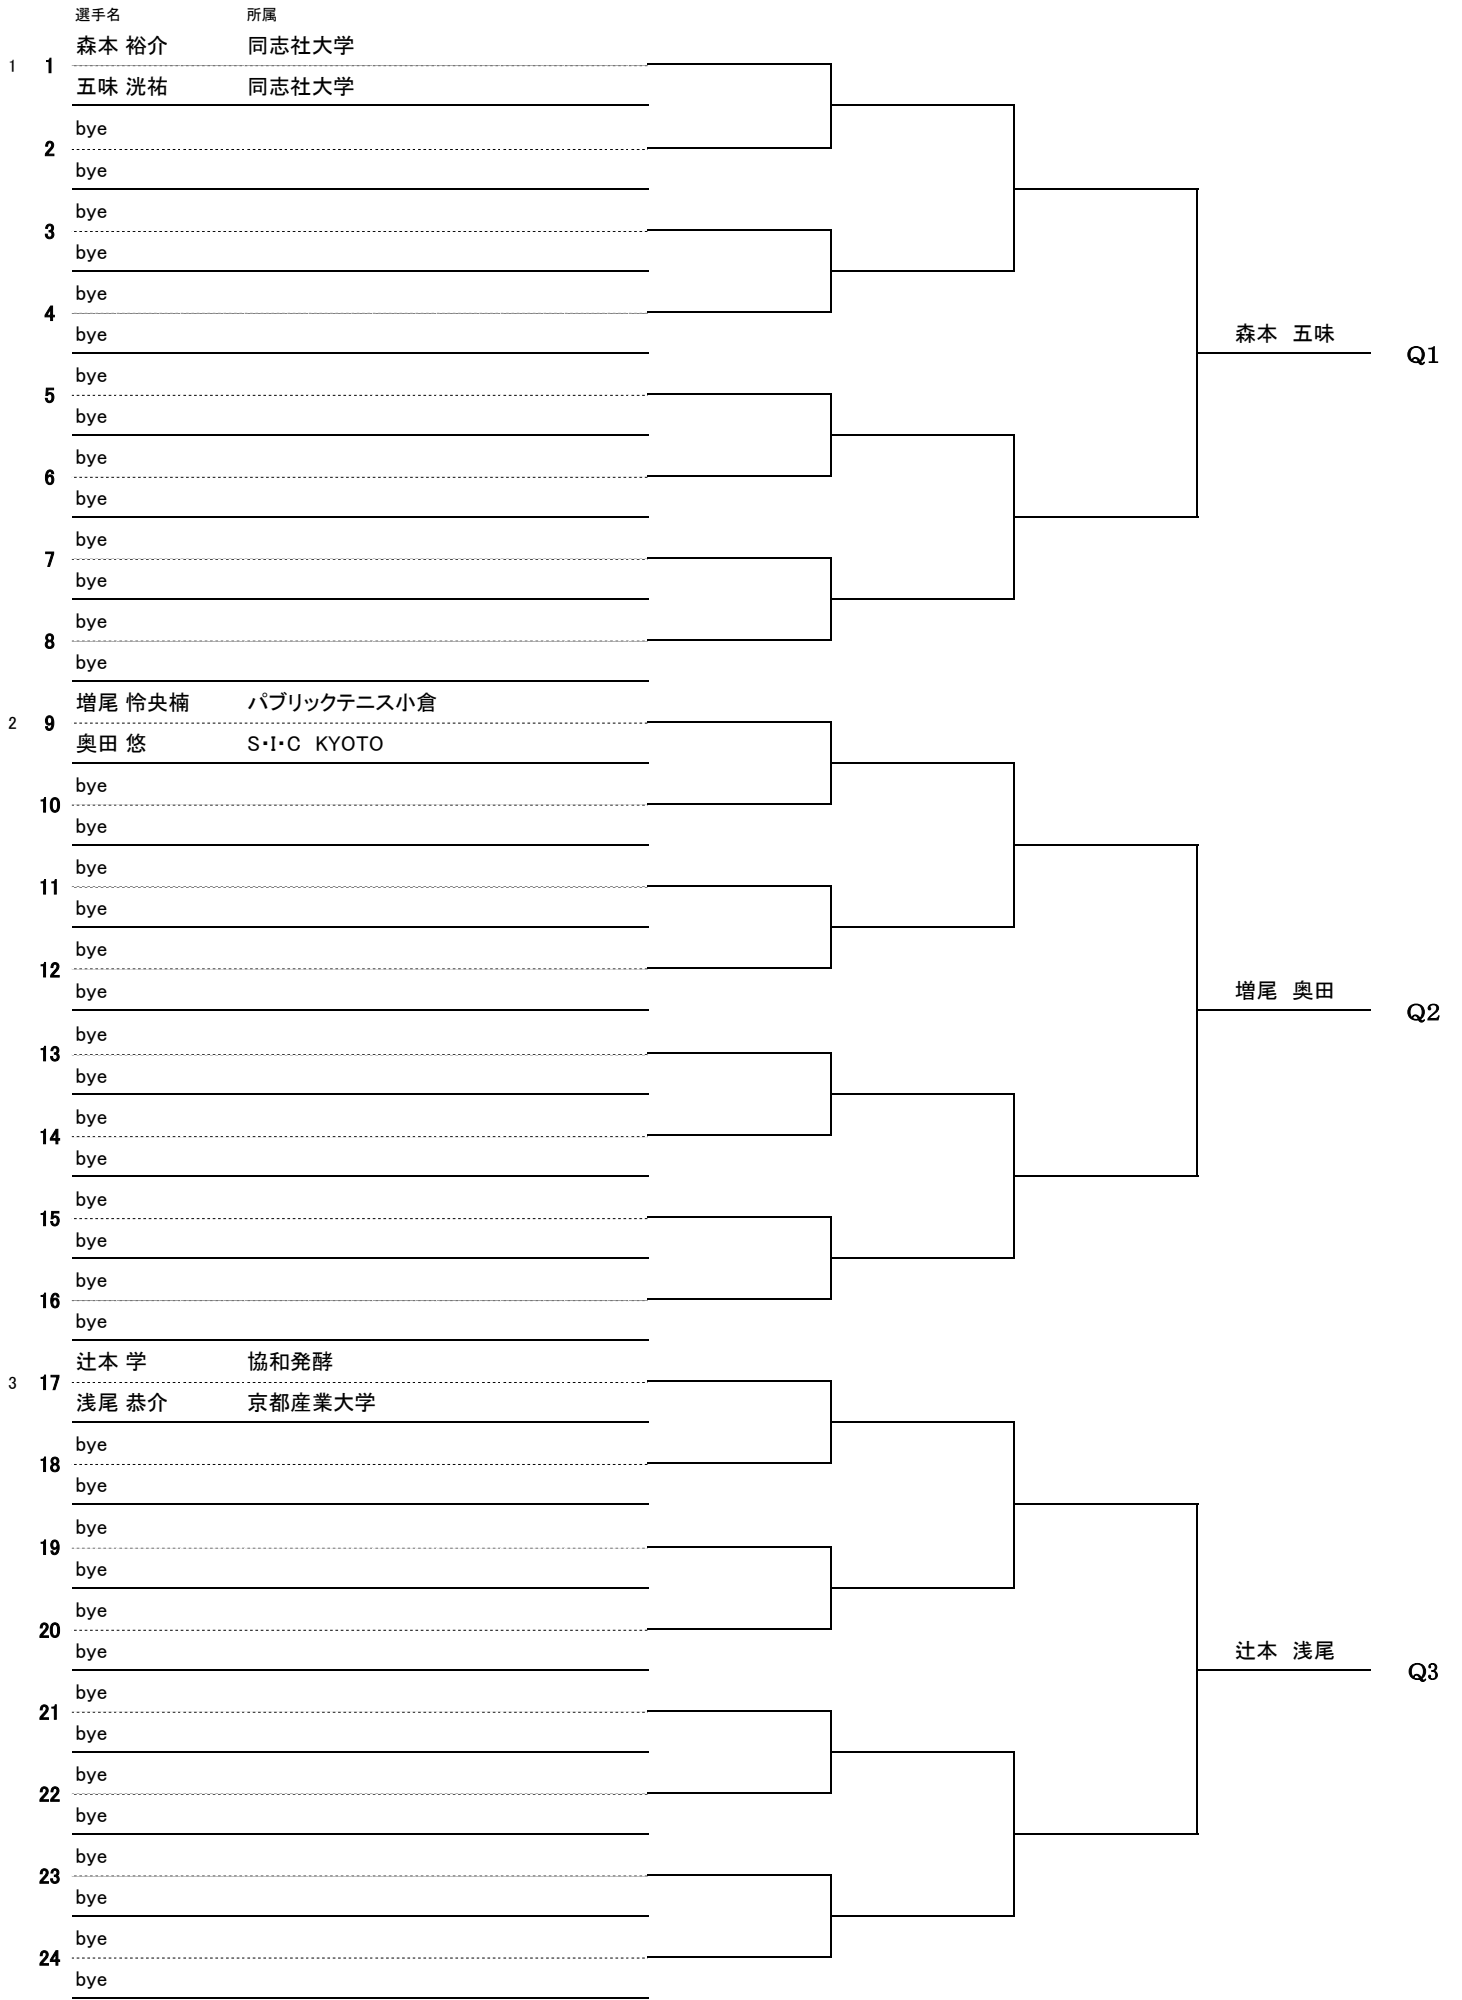 選手名 所属
森本 裕介 同志社大学
1 1
五味 洸祐 同志社大学
bye
2
bye
bye
3
bye
bye
4
bye
森本 五味
Q1
bye
5
bye
bye
6
bye
bye
7
bye
bye
8
bye
増尾 怜央楠 パブリックテニス小倉
2 9
奥田 悠 S・I・C KYOTO
bye
10
bye
bye
11
bye
bye
12
bye
増尾 奥田
Q2
bye
13
bye
bye
14
bye
bye
15
bye
bye
16
bye
辻本 学 協和発酵
3 17
浅尾 恭介 京都産業大学
bye
18
bye
bye
19
bye
bye
20
bye
辻本 浅尾
Q3
bye
21
bye
bye
22
bye
bye
23
bye
bye
24
bye